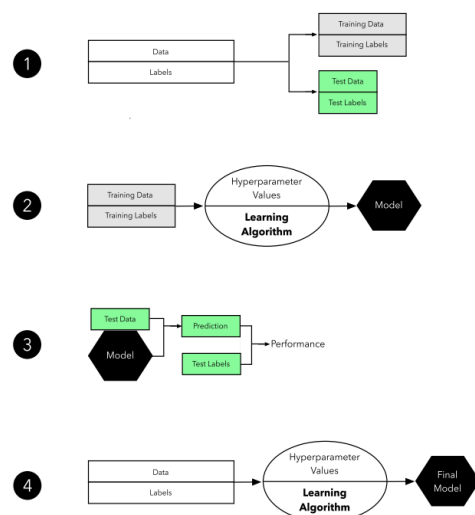 1
Data
Labels
Training Data
Training Labels
Test Data
Test Labels
2
Training Data
Training Labels
Hyperparameter
Values
Learning
Algorithm
Model
3
Test Data
Model
Prediction
Test Labels
Performance
4
Data
Labels
Hyperparameter
Values
Learning
Algorithm
Final
Model